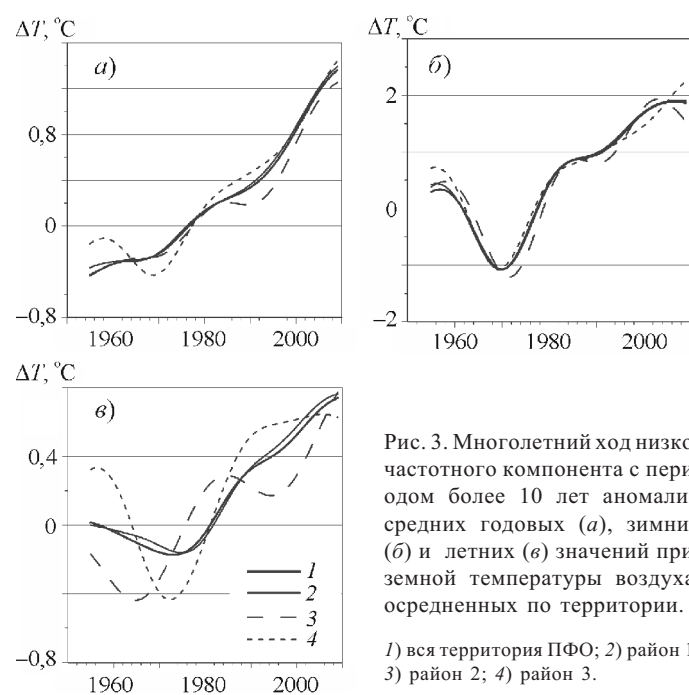 ΔT, °C
а)
0,8
0
−0,8
1960 1980 2000
ΔT, °C
б)
2
0
−2
1960 1980 2000
ΔT, °C
в)
0,4
0
−0,8
1960 1980 2000
1
2
3
4
Рис. 3. Многолетний ход низко
частотного компонента с пери
одом более 10 лет аномали
средних годовых (а), зимни
(б) и летних (в) значений при
земной температуры воздуха
осредненных по территории.
1) вся территория ПФО; 2) район 1
3) район 2; 4) район 3.